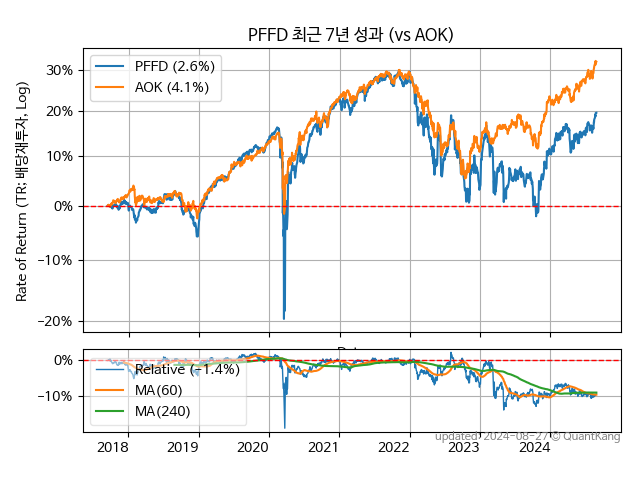 PFFD 최근 7년 성과 (vs AOK)
Rate of Return (TR: 배당재투자, Log)
30%
20%
10%
0%
−10%
−20%
PFFD (2.6%)
AOK (4.1%)
0%
−10%
Relative (−1.4%)
MA(60)
MA(240)
2018
2019
2020
2021
2022
2023
2024
updated: 2024-08-27 © QuantKang